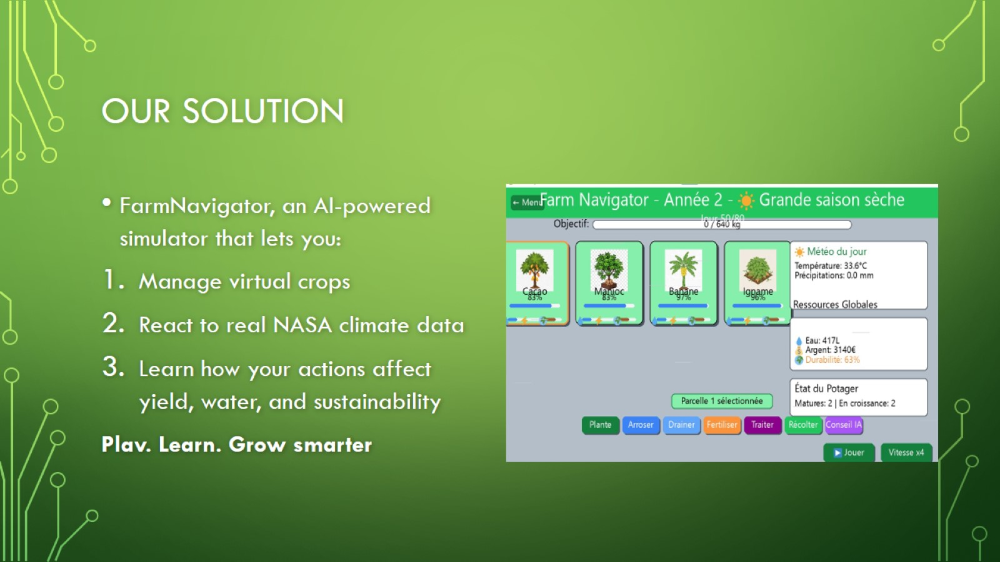 OUR SOLUTION
• FarmNavigator, an AI-powered
simulator that lets you:
1. Manage virtual crops
2. React to real NASA climate data
3. Learn how your actions affect
yield, water, and sustainability
Play. Learn. Grow smarter
← Menu
Farm Navigator - Année 2 - Grande saison sèche
Jour 50/80
Objectif: 0 / 640 kg
Cacao
83%
Manioc
83%
Banane
97%
Igname
96%
Météo du jour
Température: 33.6°C
Précipitations: 0.0 mm
Ressources Globales
Eau: 417L
Argent: 3140€
Durabilité: 63%
État du Potager
Matures: 2 | En croissance: 2
Parcelle 1 sélectionnée
Plante Arroser Drainer Fertiliser Traiter Récolter Conseil IA
Jouer Vitesse x4